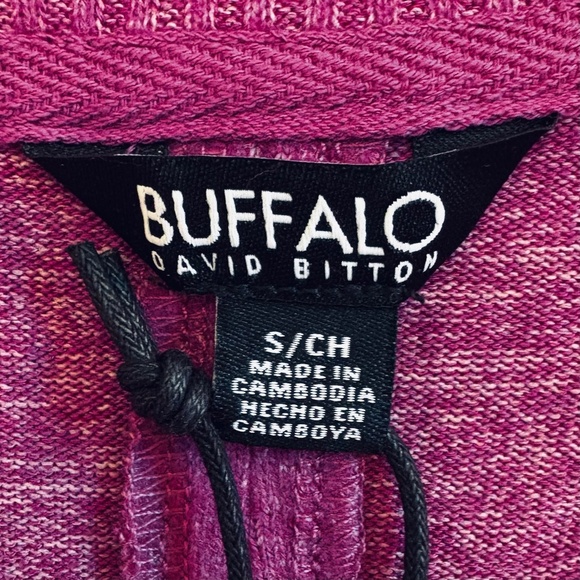 BUFFALO
DAVID BITTON
S/CH
MADE IN
CAMBODIA
HECHO EN
CAMBOYA